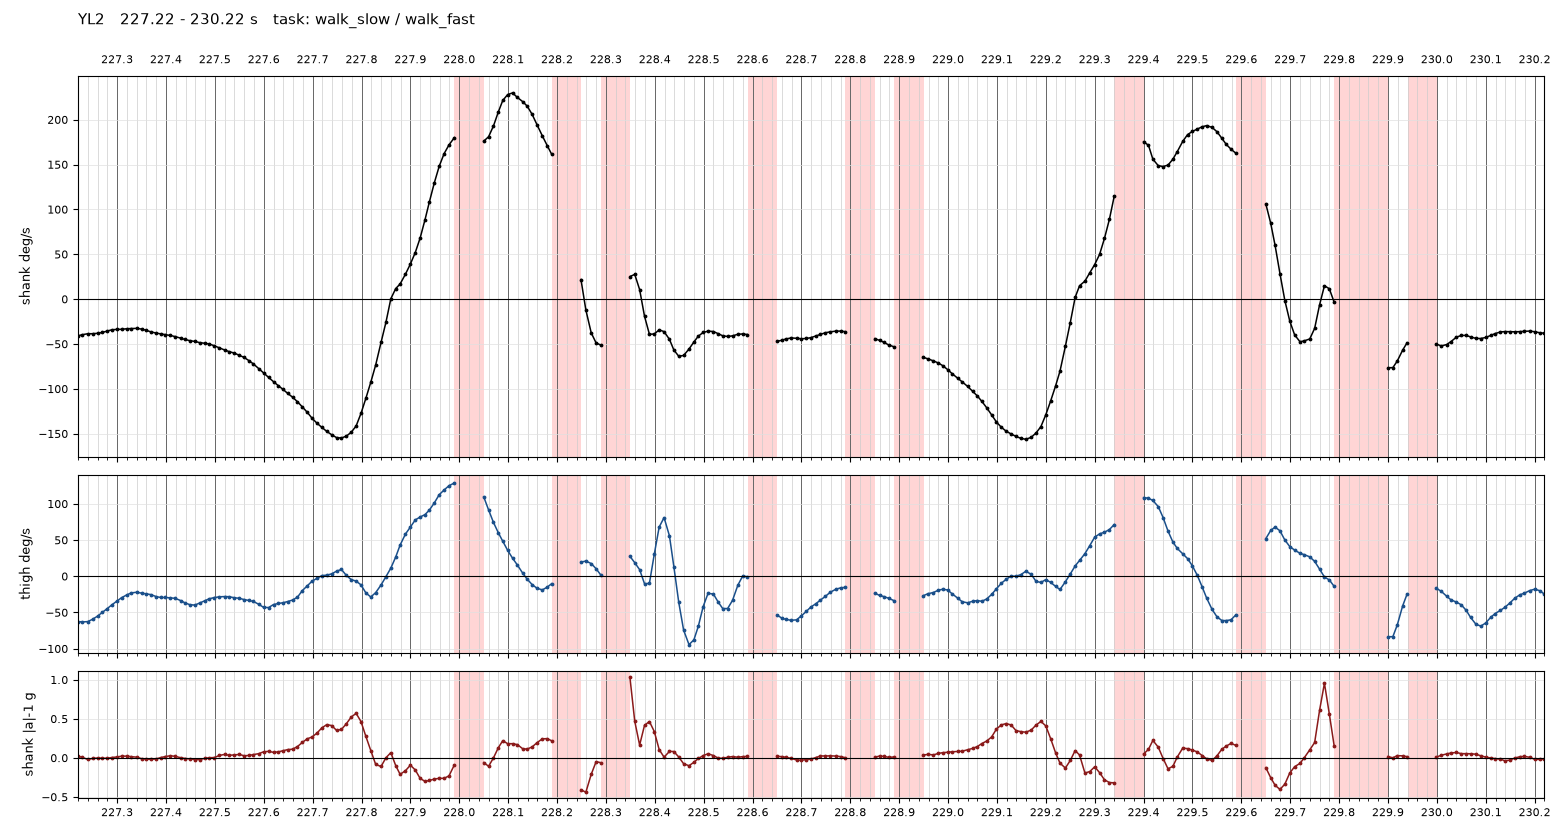 YL2   227.22 - 230.22 s   task: walk_slow / walk_fast
227.3 227.4 227.5 227.6 227.7 227.8 227.9 228.0 228.1 228.2 228.3 228.4 228.5 228.6 228.7 228.8 228.9 229.0 229.1 229.2 229.3 229.4 229.5 229.6 229.7 229.8 229.9 230.0 230.1 230.2
shank deg/s
200
150
100
50
0
−50
−100
−150
thigh deg/s
100
50
0
−50
−100
shank |a|-1 g
1.0
0.5
0.0
−0.5
227.3 227.4 227.5 227.6 227.7 227.8 227.9 228.0 228.1 228.2 228.3 228.4 228.5 228.6 228.7 228.8 228.9 229.0 229.1 229.2 229.3 229.4 229.5 229.6 229.7 229.8 229.9 230.0 230.1 230.2